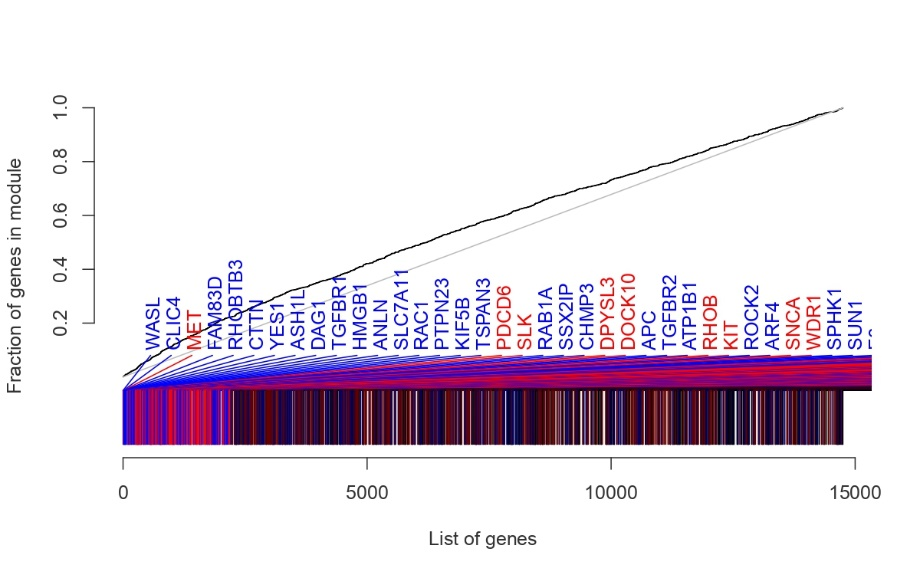 Fraction of genes in module
1.0
0.8
0.6
0.4
0.2
WASL
CLIC4
MET
FAM83D
RHOBTB3
CTTN
YES1
ASH1L
DAG1
TGFBR1
HMGB1
ANLN
SLC7A11
RAC1
PTPN23
KIF5B
TSPAN3
PDCD6
SLK
RAB1A
SSX2IP
CHMP3
DPYSL3
DOCK10
APC
TGFBR2
ATP1B1
RHOB
KIT
ROCK2
ARF4
SNCA
WDR1
SPHK1
SUN1
0
5000
10000
15000
List of genes